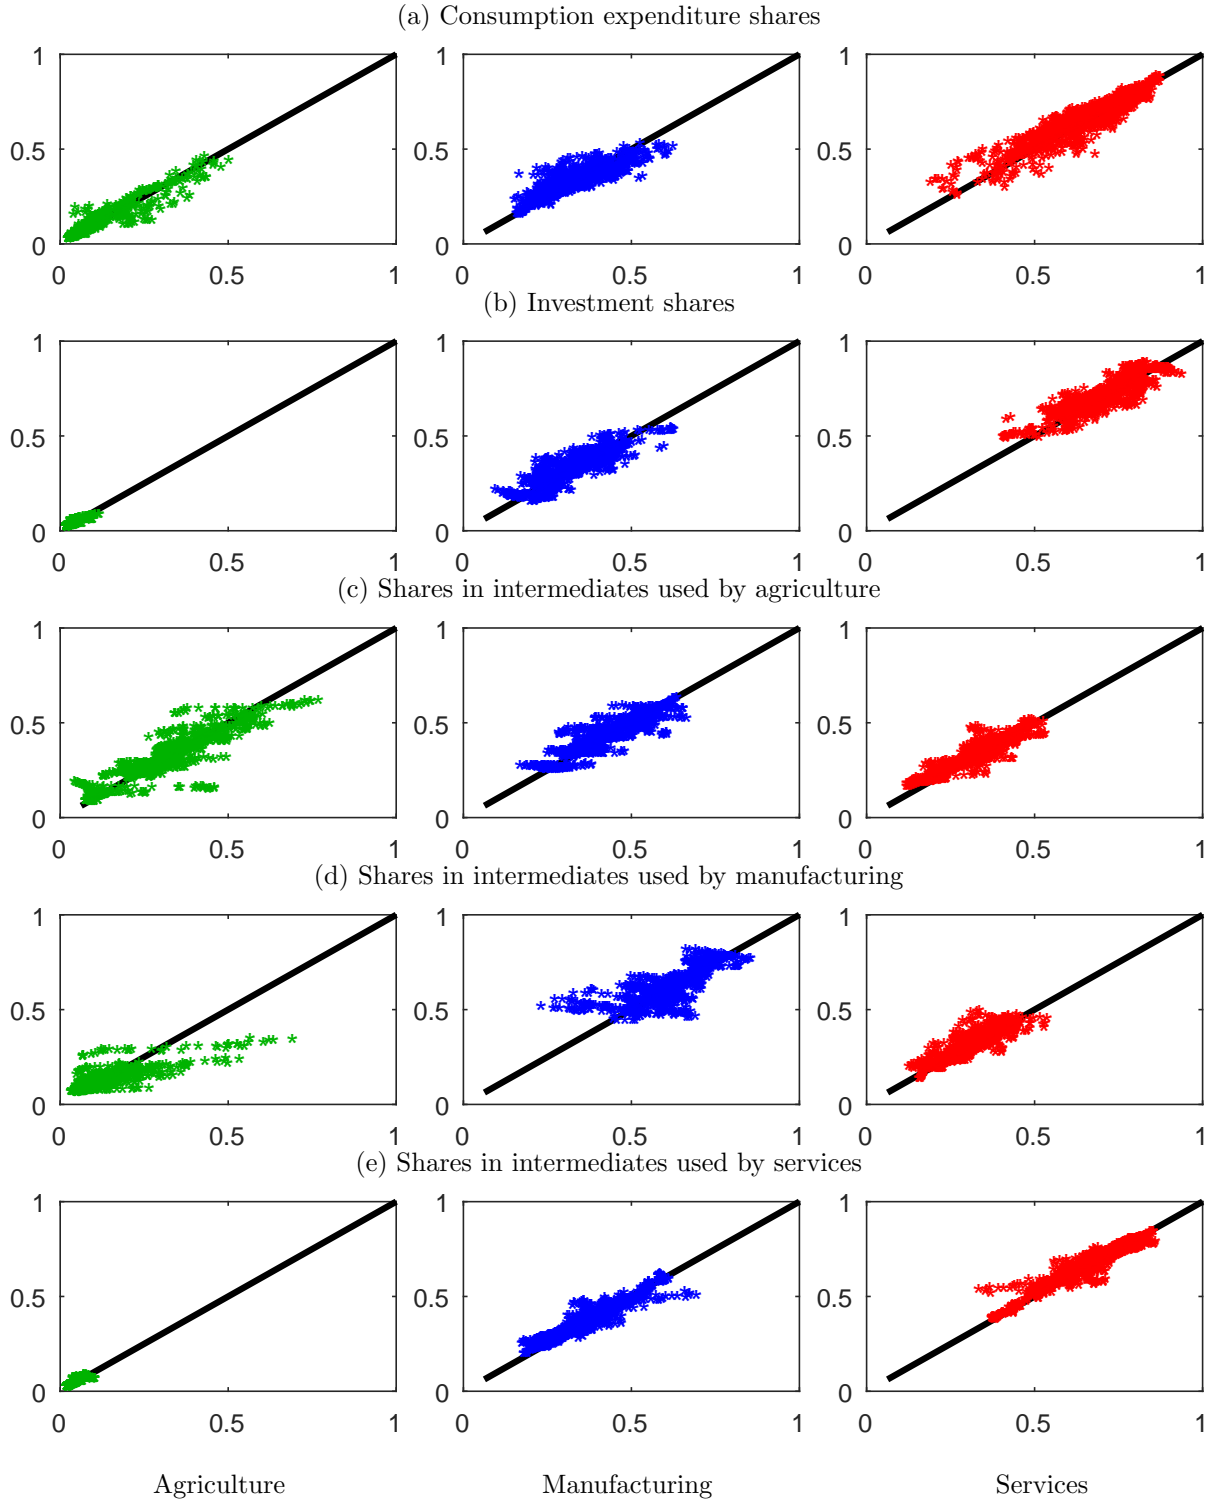 (a) Consumption expenditure shares
1 1 1
0.5 0.5 0.5
0 0 0
0 0.5 1 0 0.5 1 0 0.5 1
(b) Investment shares
1 1 1
0.5 0.5 0.5
0 0 0
0 0.5 1 0 0.5 1 0 0.5 1
(c) Shares in intermediates used by agriculture
1 1 1
0.5 0.5 0.5
0 0 0
0 0.5 1 0 0.5 1 0 0.5 1
(d) Shares in intermediates used by manufacturing
1 1 1
0.5 0.5 0.5
0 0 0
0 0.5 1 0 0.5 1 0 0.5 1
(e) Shares in intermediates used by services
1 1 1
0.5 0.5 0.5
0 0 0
0 0.5 1 0 0.5 1 0 0.5 1
Agriculture Manufacturing Services